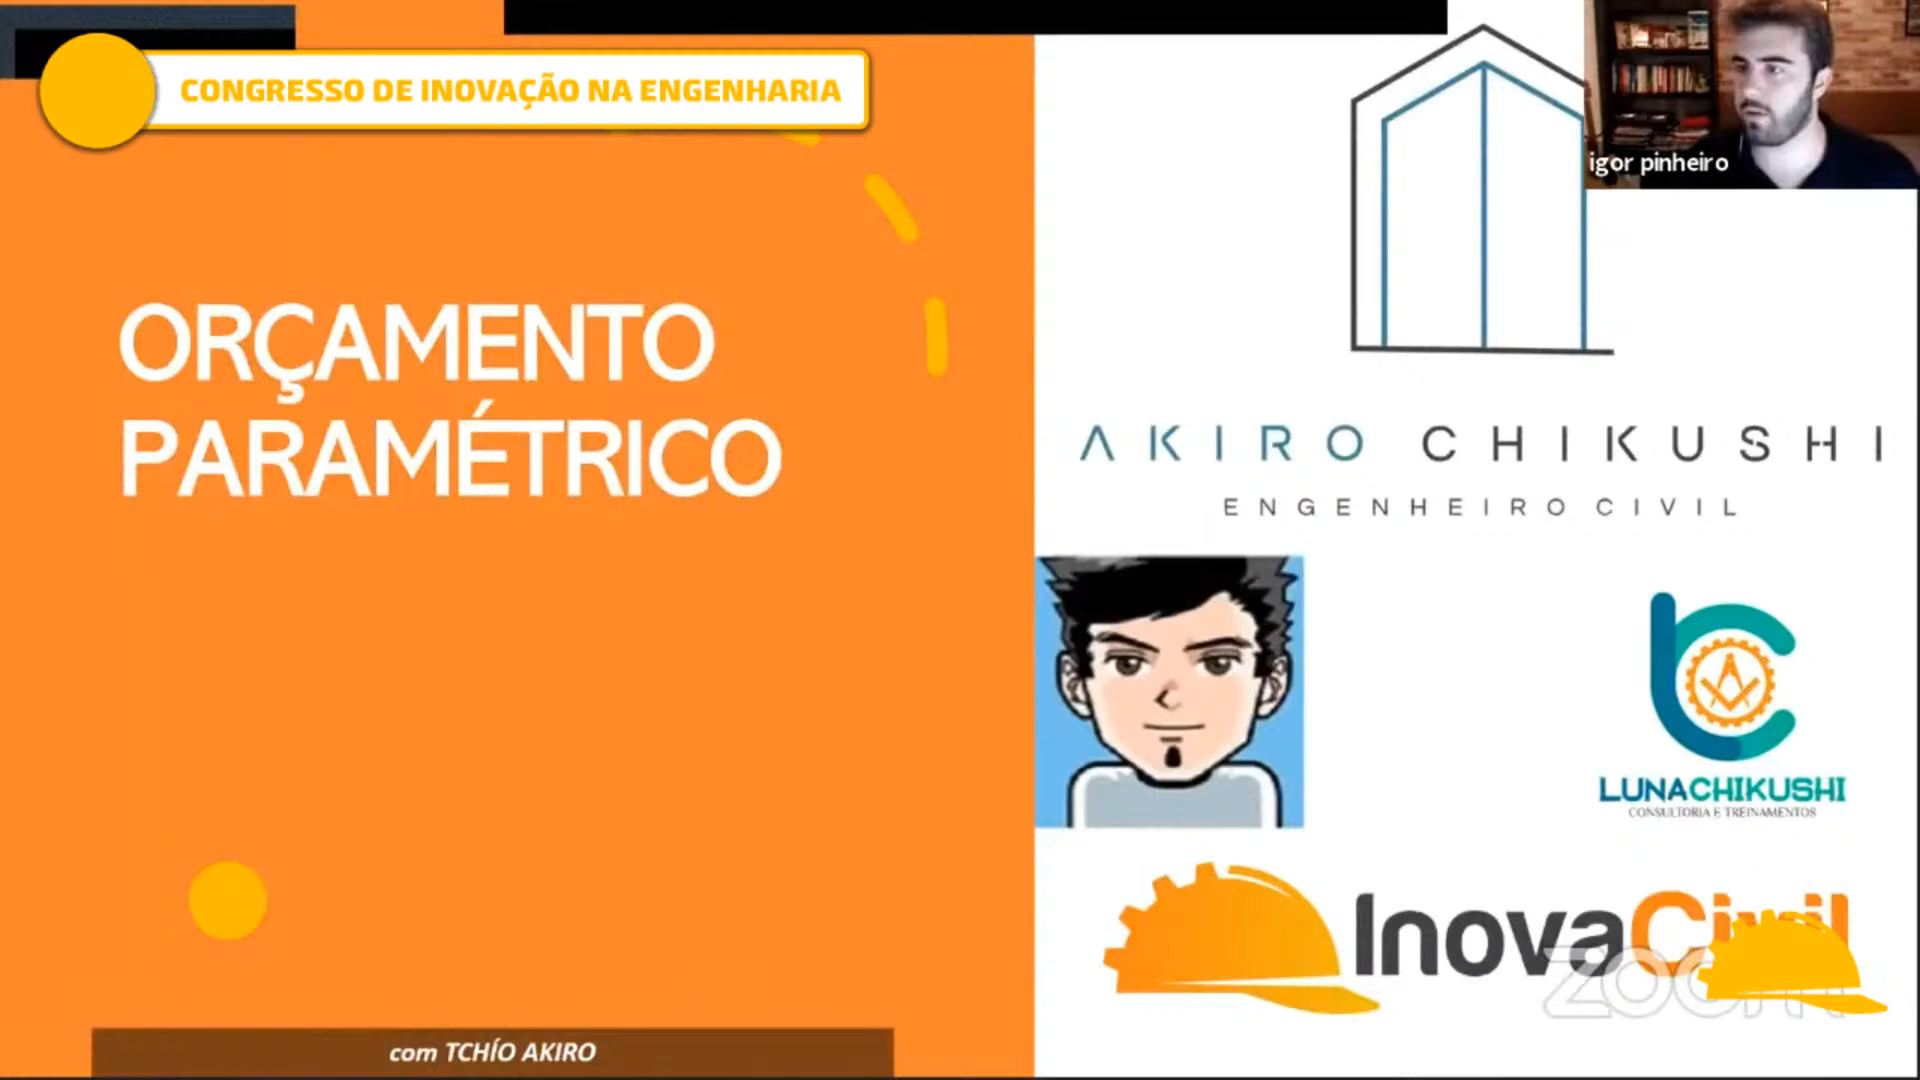 CONGRESSO DE INOVAÇÃO NA ENGENHARIA
igor pinheiro
ORÇAMENTO
PARAMÉTRICO
AKIRO CHIKUSHI
ENGENHEIRO CIVIL
LUNACHIKUSHI
CONSULTORIA E TREINAMENTOS
InovaCivil
zoom
com TCHÍO AKIRO